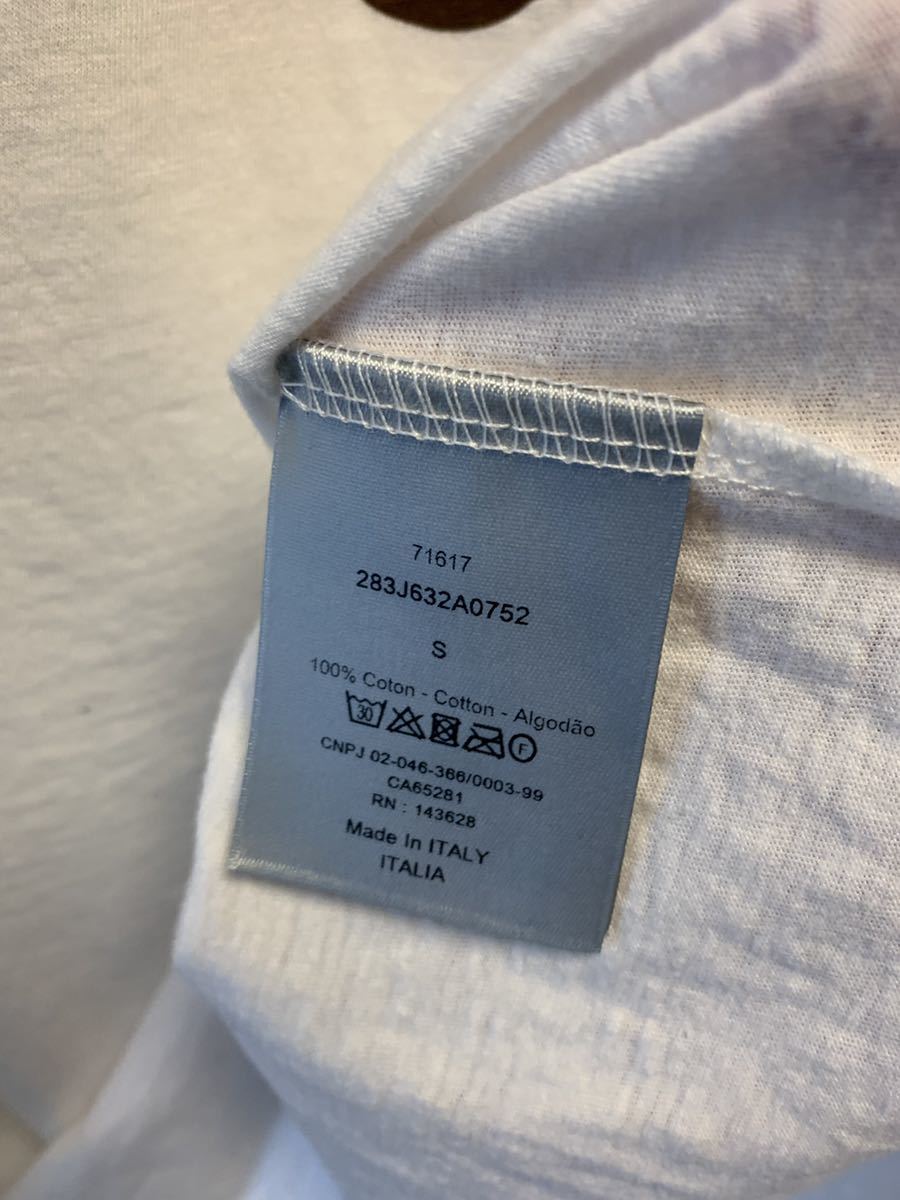 71617
283J632A0752
S
100% Coton - Cotton - Algodão
30 F
CNPJ 02-046-366/0003-99
CA65281
RN : 143628
Made In ITALY
ITALIA